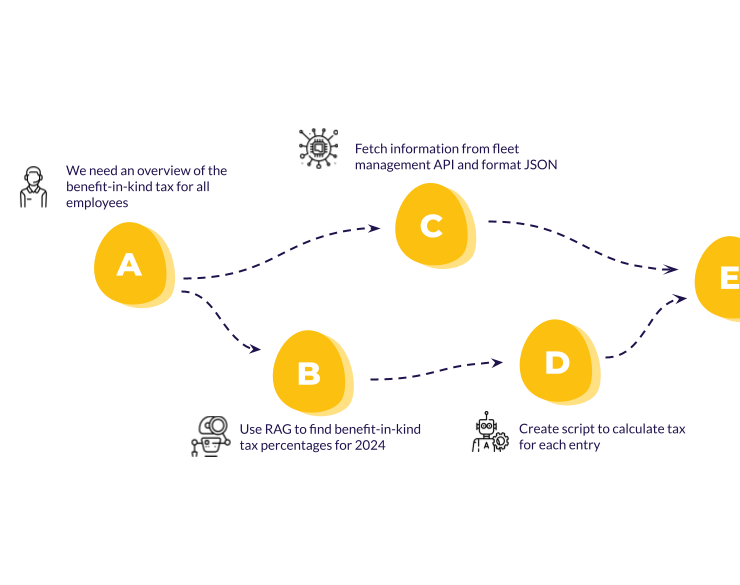 Fetch information from fleet
management API and format JSON
We need an overview of the
benefit-in-kind tax for all
employees
C
A
E
B
D
Use RAG to find benefit-in-kind
tax percentages for 2024
Create script to calculate tax
for each entry
A